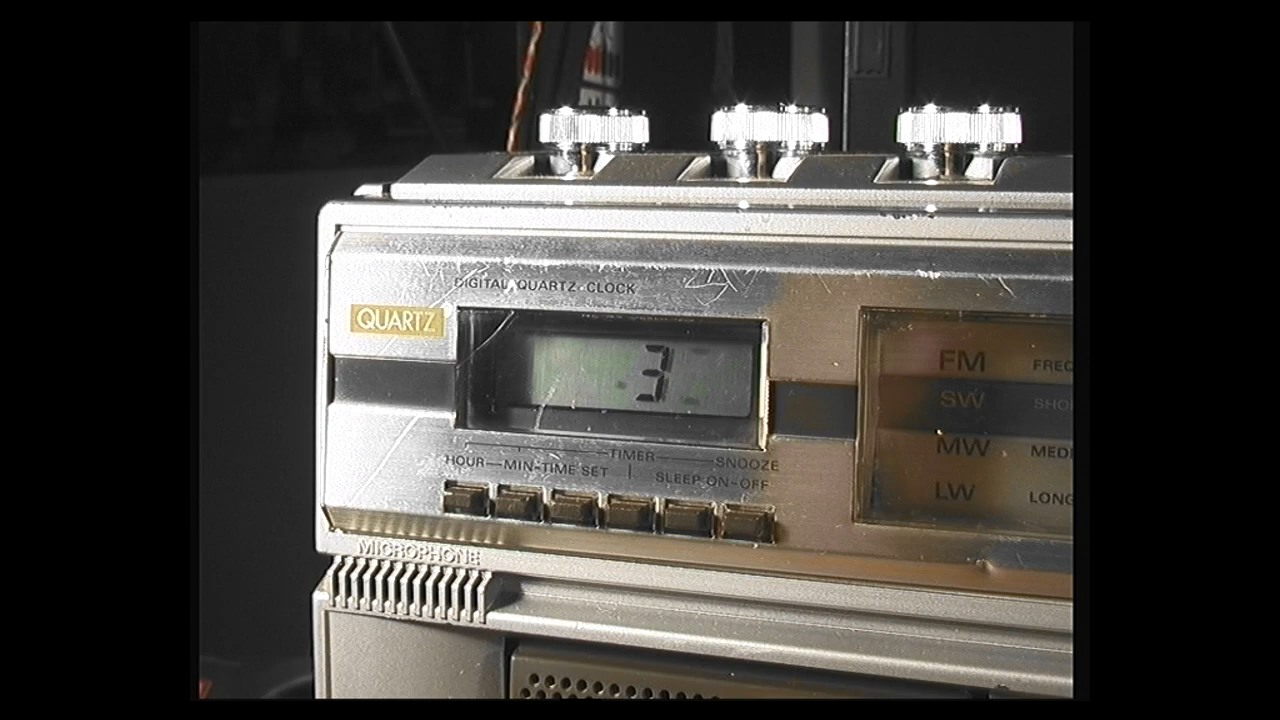 DIGITAL QUARTZ-CLOCK
QUARTZ
3
FM
SW
MW
LW
TIMER
SNOOZE
HOUR-MIN-TIME SET
SLEEP ON-OFF
MICROPHONE